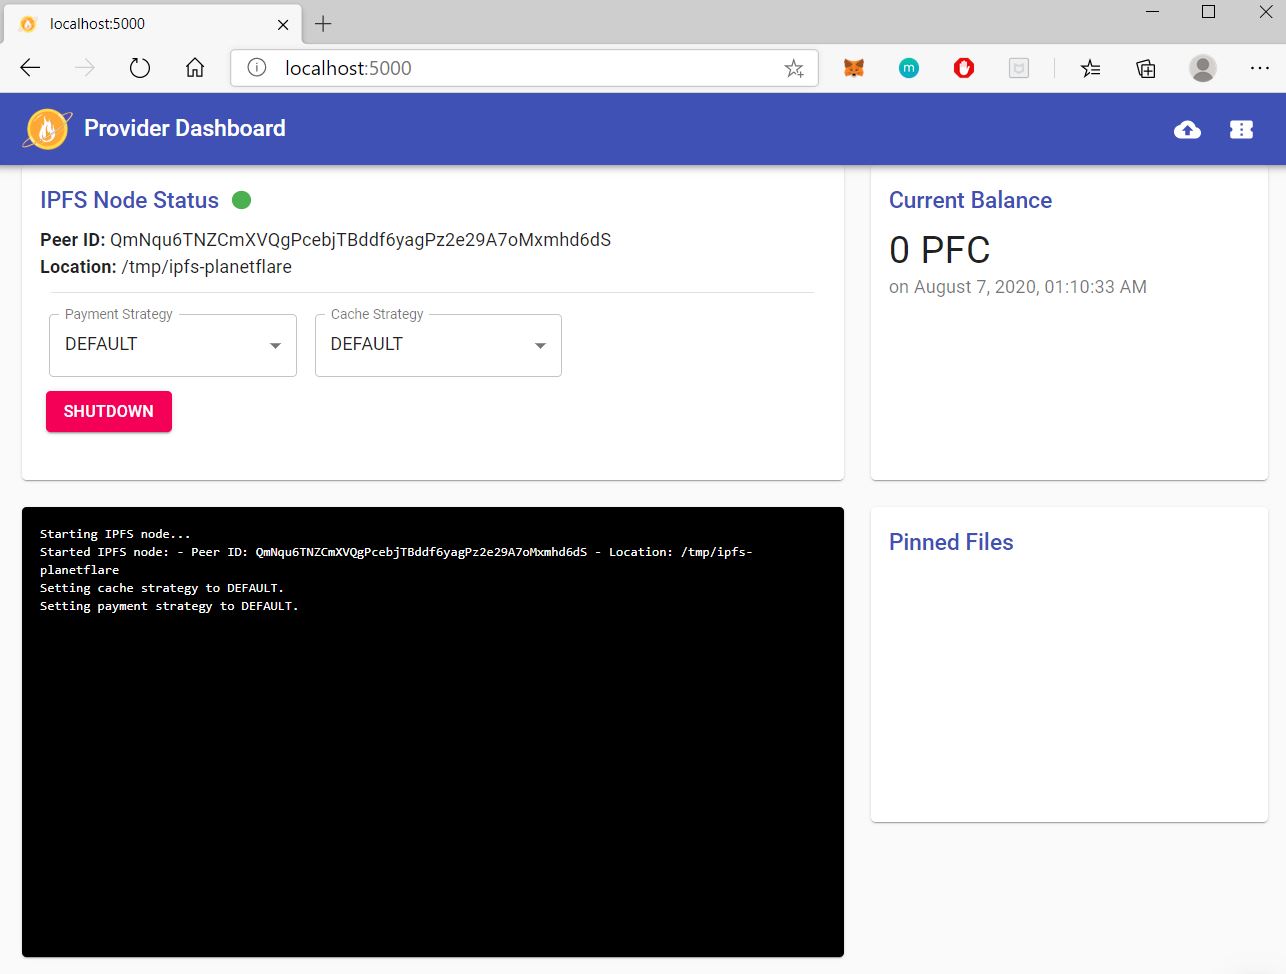 localhost:5000
localhost:5000
m
Provider Dashboard
IPFS Node Status
Peer ID: QmNqu6TNZCmXVQgPcebjTBddf6yagPz2e29A7oMxmhd6dS
Location: /tmp/ipfs-planetflare
Payment Strategy
DEFAULT
Cache Strategy
DEFAULT
SHUTDOWN
Current Balance
0 PFC
on August 7, 2020, 01:10:33 AM
Starting IPFS node...
Started IPFS node: - Peer ID: QmNqu6TNZCmXVQgPcebjTBddf6yagPz2e29A7oMxmhd6dS - Location: /tmp/ipfs-
planetflare
Setting cache strategy to DEFAULT.
Setting payment strategy to DEFAULT.
Pinned Files